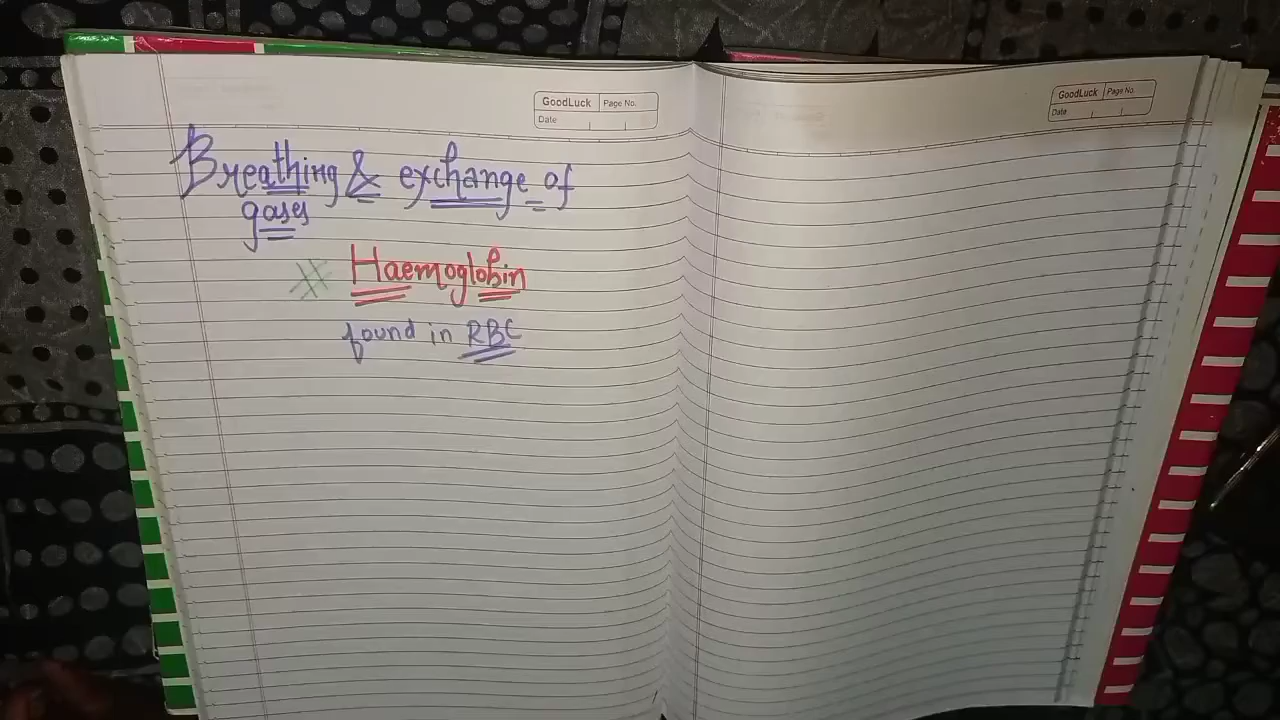 GoodLuck Page No.
Date
GoodLuck Page No.
Date
Breathing & exchange of
gases
# Haemoglobin
found in RBC